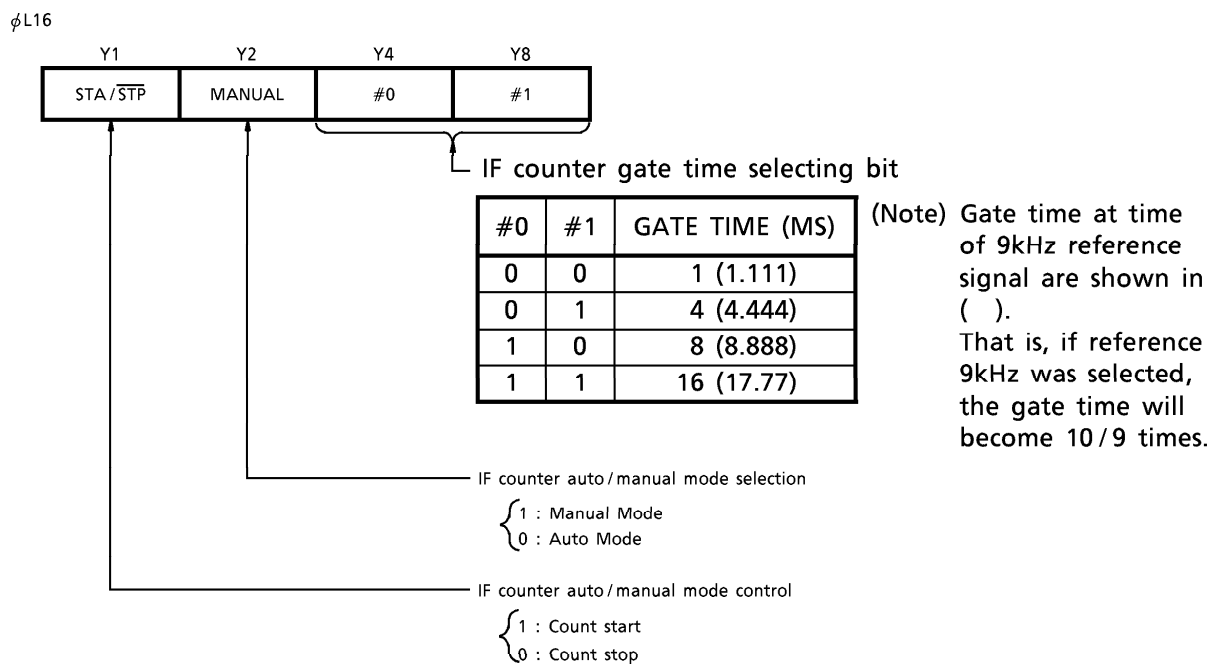 φL16
Y1 Y2 Y4 Y8
STA/STP MANUAL #0 #1
IF counter gate time selecting bit
#0 #1 GATE TIME (MS)
0 0 1 (1.111)
0 1 4 (4.444)
1 0 8 (8.888)
1 1 16 (17.77)
(Note) Gate time at time
of 9kHz reference
signal are shown in
( ).
That is, if reference
9kHz was selected,
the gate time will
become 10/9 times.
IF counter auto/manual mode selection
1 : Manual Mode
0 : Auto Mode
IF counter auto/manual mode control
1 : Count start
0 : Count stop